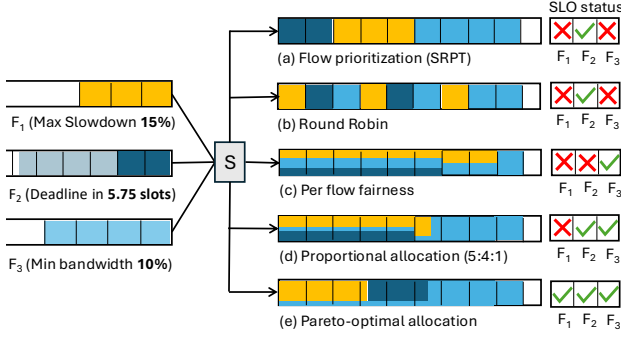 SLO status
(a) Flow prioritization (SRPT)
F1 F2 F3
F1 (Max Slowdown 15%)
(b) Round Robin
F1 F2 F3
S
F2 (Deadline in 5.75 slots)
(c) Per flow fairness
F1 F2 F3
F3 (Min bandwidth 10%)
(d) Proportional allocation (5:4:1)
F1 F2 F3
(e) Pareto-optimal allocation
F1 F2 F3